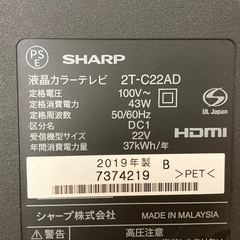 PS
E
SHARP
液晶カラーテレビ 2T-C22AD
定格電圧 100V~
定格消費電力 43W
定格周波数 50/60Hz
区分名 DC1
受信機型サイズ 22V
年間消費電力量 37kWh/年
UL Japan
HDMI
2019年製 B
7374219
>PET<
シャープ株式会社 MADE IN MALAYSIA
高圧注意